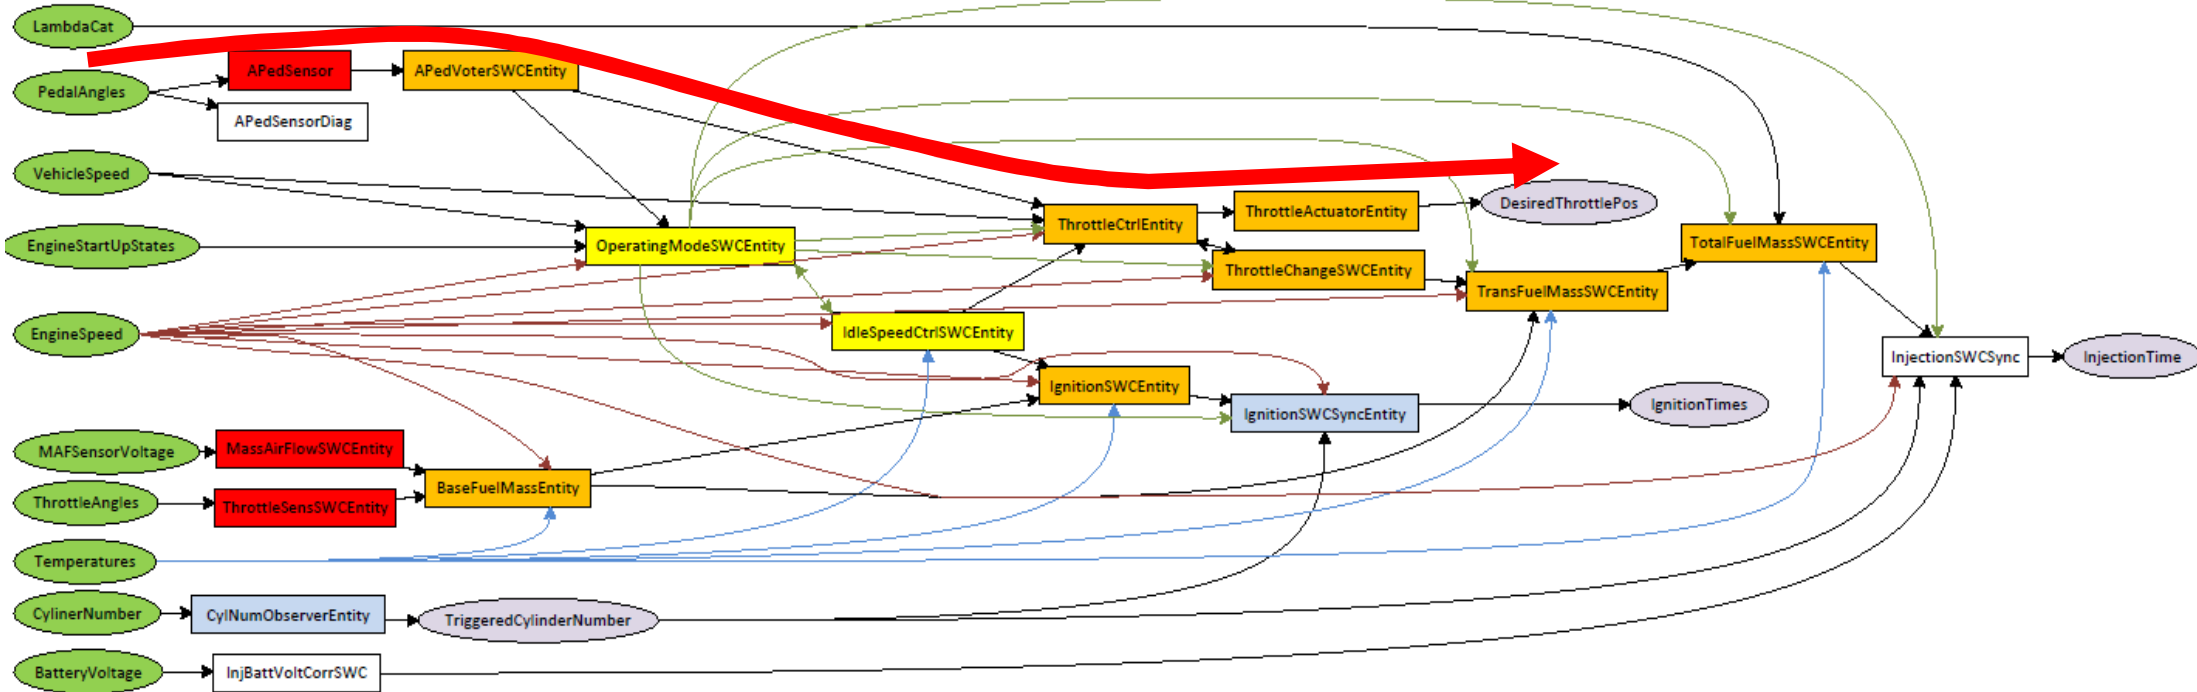 LambdaCat
APedSensor
APedVoterSWCEntity
PedalAngles
APedSensorDiag
VehicleSpeed
DesiredThrottlePos
ThrottleActuatorEntity
ThrottleCtrlEntity
EngineStartUpStates
OperatingModeSWCEntity
TotalFuelMassSWCEntity
ThrottleChangeSWCEntity
TransFuelMassSWCEntity
EngineSpeed
IdleSpeedCtrlSWCEntity
InjectionSWCSync
InjectionTime
IgnitionSWCEntity
IgnitionSWCSyncEntity
IgnitionTimes
MAFSensorVoltage
MassAirFlowSWCEntity
BaseFuelMassEntity
ThrottleAngles
ThrottleSensSWCEntity
Temperatures
CylinerNumber
CylNumObserverEntity
TriggeredCylinderNumber
BatteryVoltage
InjBattVoltCorrSWC